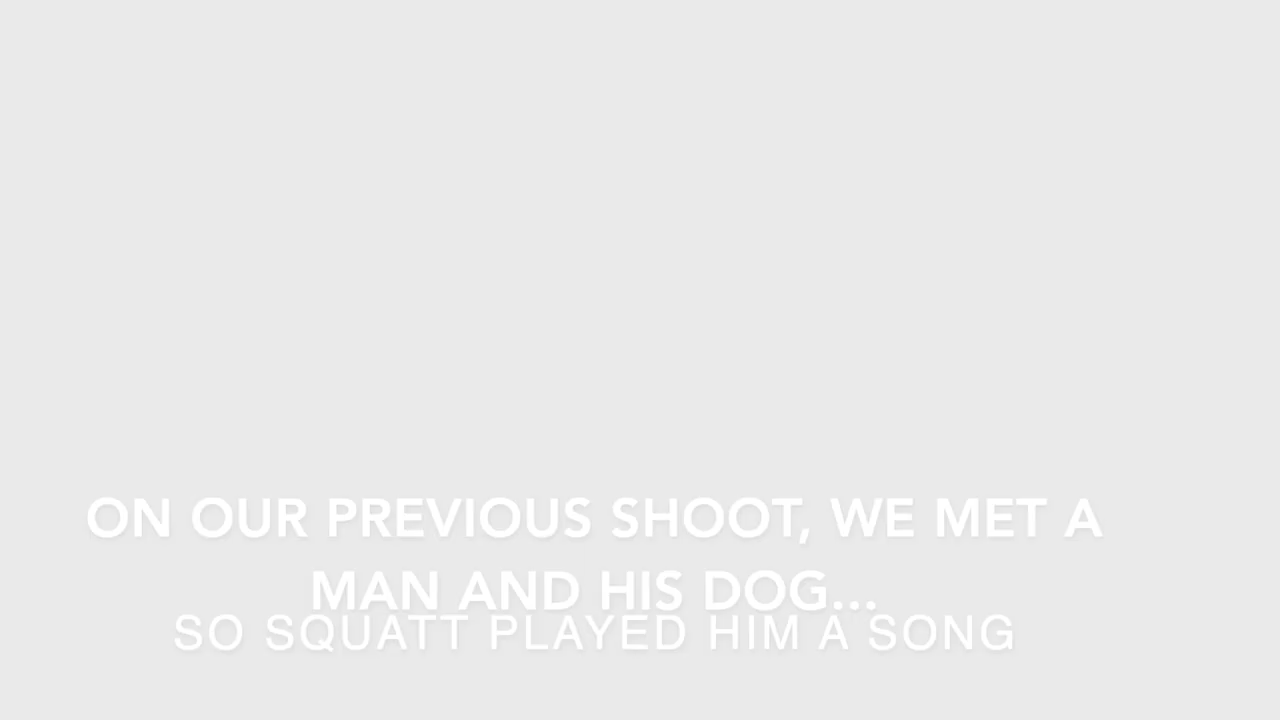 ON OUR PREVIOUS SHOOT, WE MET A
MAN AND HIS DOG...
SO SQUATT PLAYED HIM A SONG